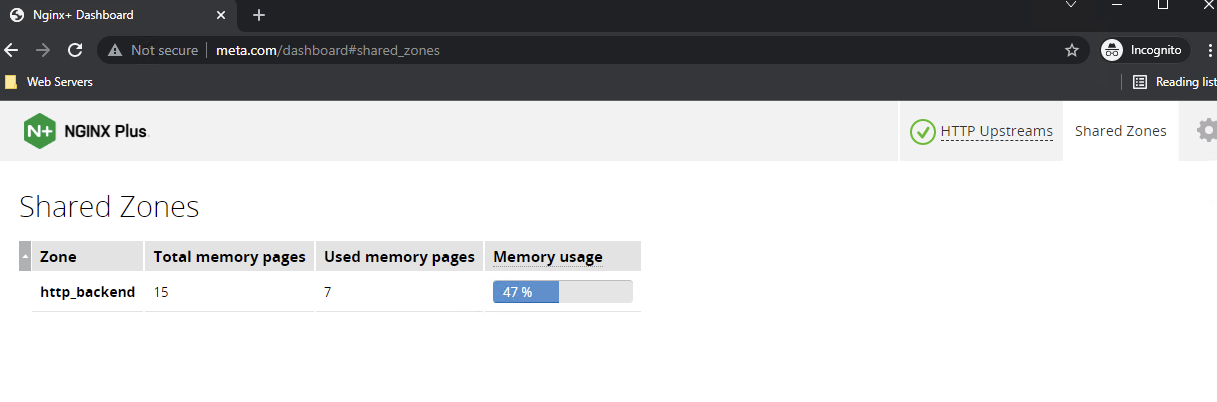 Nginx+ Dashboard
Not secure meta.com/dashboard#shared_zones Incognito
Web Servers Reading list
N+ NGINX Plus HTTP Upstreams Shared Zones
Shared Zones
Zone Total memory pages Used memory pages Memory usage
http_backend 15 7 47 %